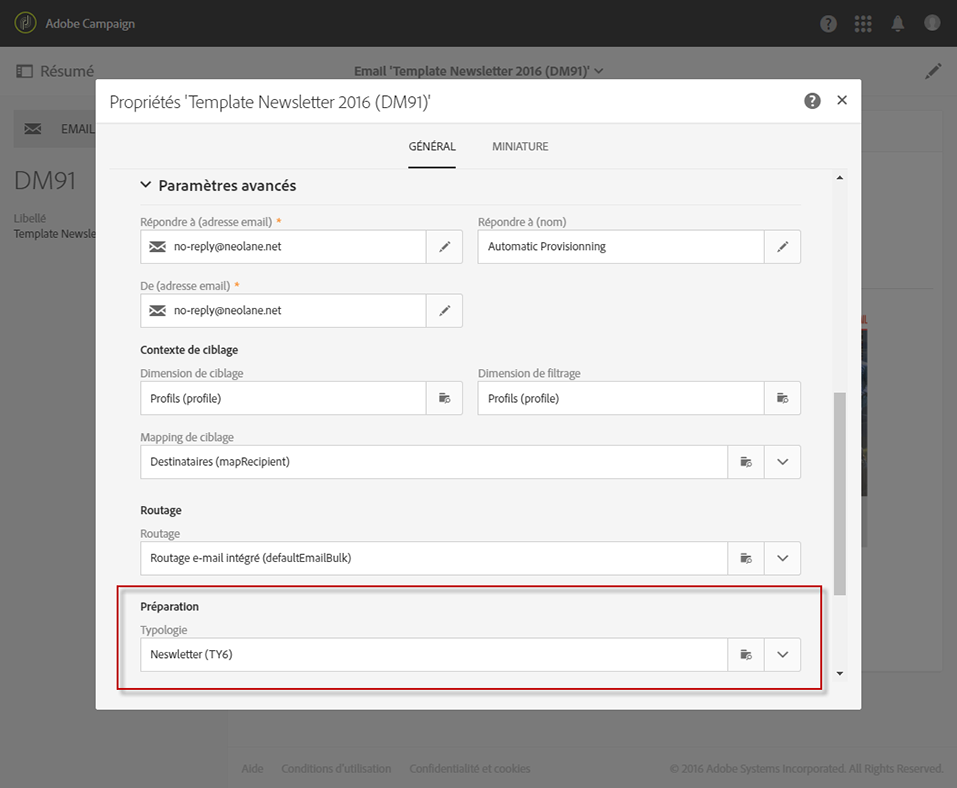 Adobe Campaign
Résumé
Email 'Template Newsletter 2016 (DM91)'
EMAIL
DM91
Libellé
Template Newsle
Propriétés 'Template Newsletter 2016 (DM91)'
GÉNÉRAL
MINIATURE
Paramètres avancés
Répondre à (adresse email) *
Répondre à (nom)
no-reply@neolane.net
Automatic Provisionning
De (adresse email) *
no-reply@neolane.net
Contexte de ciblage
Dimension de ciblage
Dimension de filtrage
Profils (profile)
Profils (profile)
Mapping de ciblage
Destinataires (mapRecipient)
Routage
Routage
Routage e-mail intégré (defaultEmailBulk)
Préparation
Typologie
Neswletter (TY6)
Aide
Conditions d'utilisation
Confidentialité et cookies
© 2016 Adobe Systems Incorporated. All Rights Reserved.